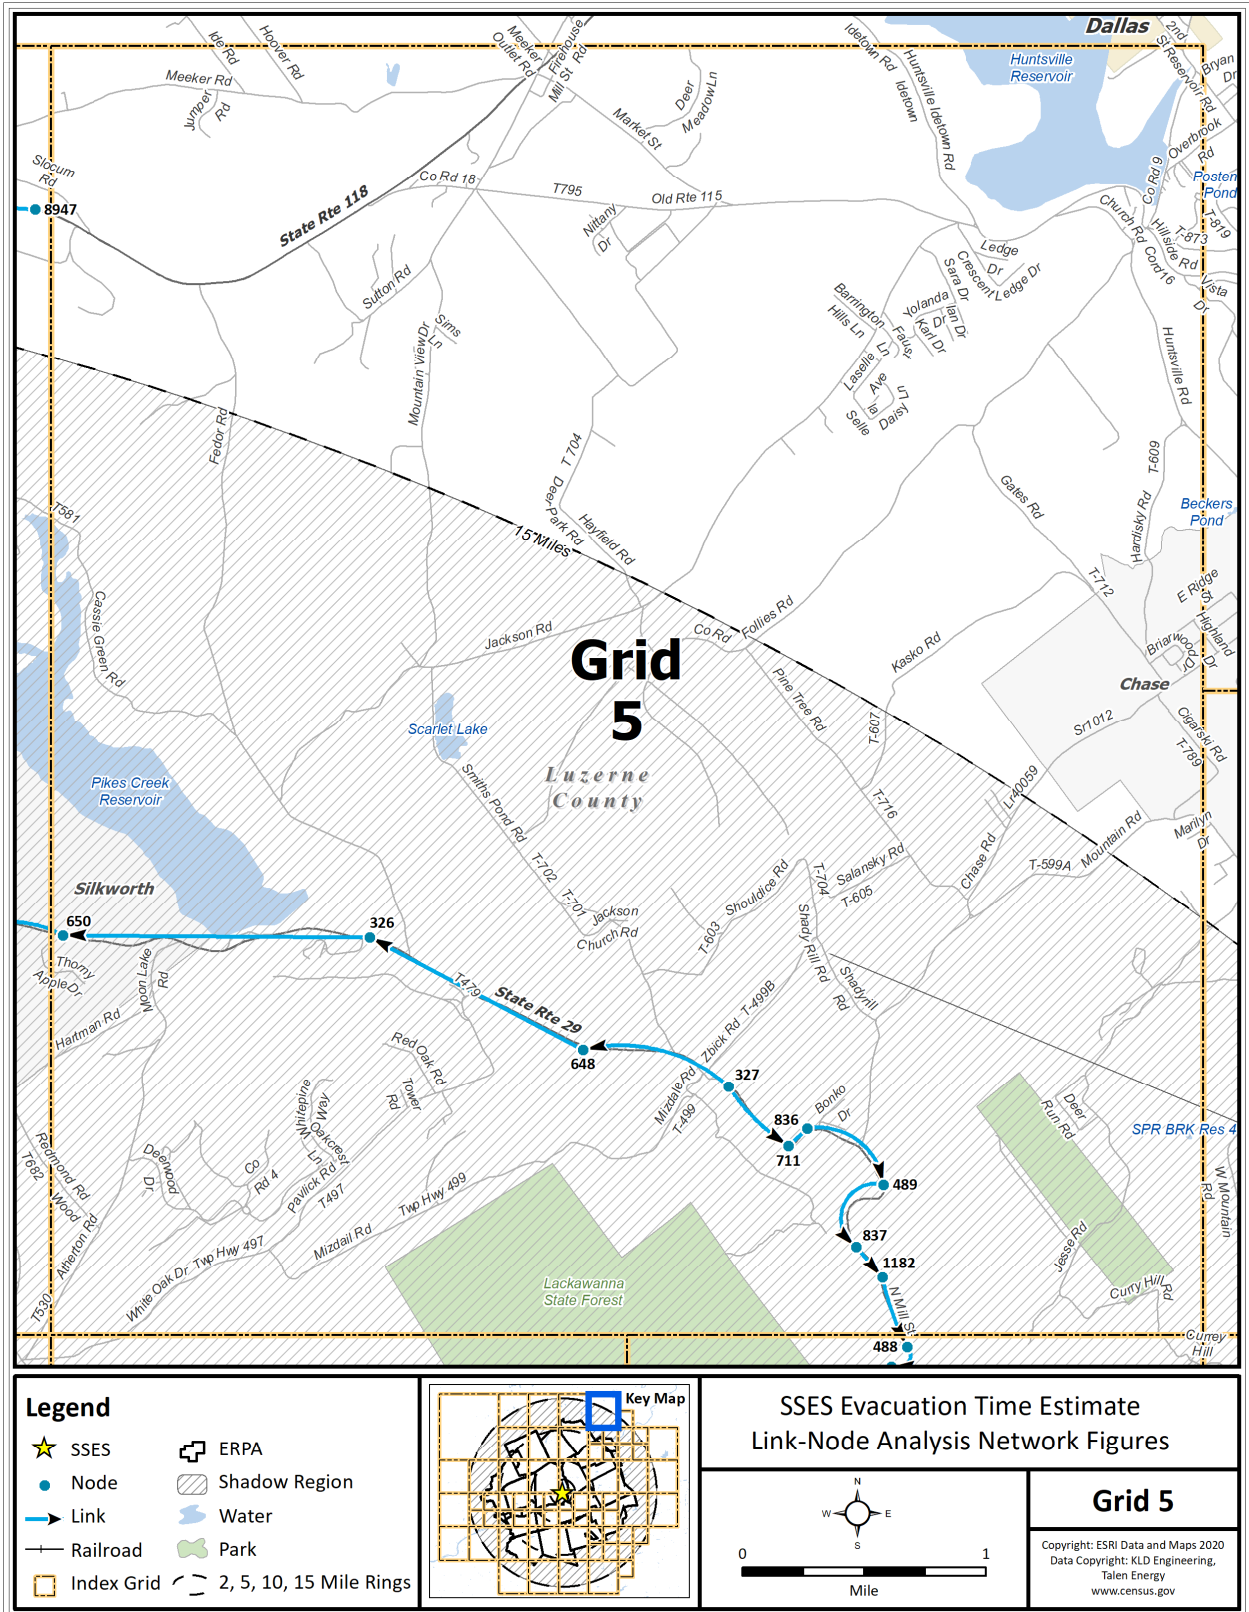 Dallas
2nd
St
Reservoir Rd
Bryan
Dr
Overbrook
Rd
Huntsville
Reservoir
Idetown Rd
Idetown
Huntsville Idetown Rd
Ide Rd
Hoover Rd
Meeker Rd
Jumper
Rd
Meeker
Outlet Rd
Firehouse
Rd
Mill St
Market St
Deer
Meadow Ln
Slocum
Rd
8947
State Rte 118
Co Rd 18
T795
Old Rte 115
Nittany
Dr
Co Rd 9
Posten
Pond
Church Rd
Cord16
Hillside Rd
T-873
T-819
Vista
Dr
Ledge
Dr
Crescent
Ledge Dr
Sara Dr
Ian Dr
Yolanda
Dr
Karl Dr
Faust
Barrington
Hills Ln
Ln
Laselle
Ave
la
Selle
Daisy
Ln
Sutton Rd
Sims
Ln
Mountain View Dr
Huntsville Rd
Fedor Rd
T 704
Deer
Park Rd
Hayfield Rd
15 Miles
T-609
Hardisky Rd
Gates Rd
Beckers
Pond
T-712
E Ridge
St
Highland
Dr
Briarwood
Dr
Chase
Sr1012
Cigarski Rd
T-789
T581
Cassie Green Rd
Jackson Rd
Co Rd
Follies Rd
Kasko Rd
Grid
5
Pine Tree Rd
T-607
Scarlet Lake
Luzerne
County
Pikes Creek
Reservoir
Smiths Pond Rd
T-702
T-701
T-716
Lr40059
Mountain Rd
Marilyn
Dr
T-599A
Chase Rd
Salansky Rd
T-605
T-704
Shouldice Rd
T-603
Silkworth
Jackson
Church Rd
650
326
Thorny
Apple Dr
Moon Lake
Rd
Hartman Rd
T479
State Rte 29
Shady Rill Rd
Shadyrill
Rd
T-499B
Zbick Rd
648
327
Mizdale Rd
T-499
836
Bonko
Dr
711
489
837
1182
N Mill St
488
Red Oak Rd
Tower
Rd
Whitepine
Way
Oakcrest
Ln
Pavlick Rd
T497
Co
Rd 4
Deerwood
Dr
Redmond Rd
T682
Wood
Atherton Rd
T530
White Oak Dr
Twp Hwy 497
Mizdail Rd
Twp Hwy 499
Deer
Run Rd
SPR BRK Res 4
W Mountain
Rd
Jesse Rd
Curry Hill
Rd
Currey
Hill
Lackawanna
State Forest
Legend
SSES
Node
Link
Railroad
Index Grid
ERPA
Shadow Region
Water
Park
2, 5, 10, 15 Mile Rings
Key Map
SSES Evacuation Time Estimate
Link-Node Analysis Network Figures
N
W
E
S
0
1
Mile
Grid 5
Copyright: ESRI Data and Maps 2020
Data Copyright: KLD Engineering,
Talen Energy
www.census.gov